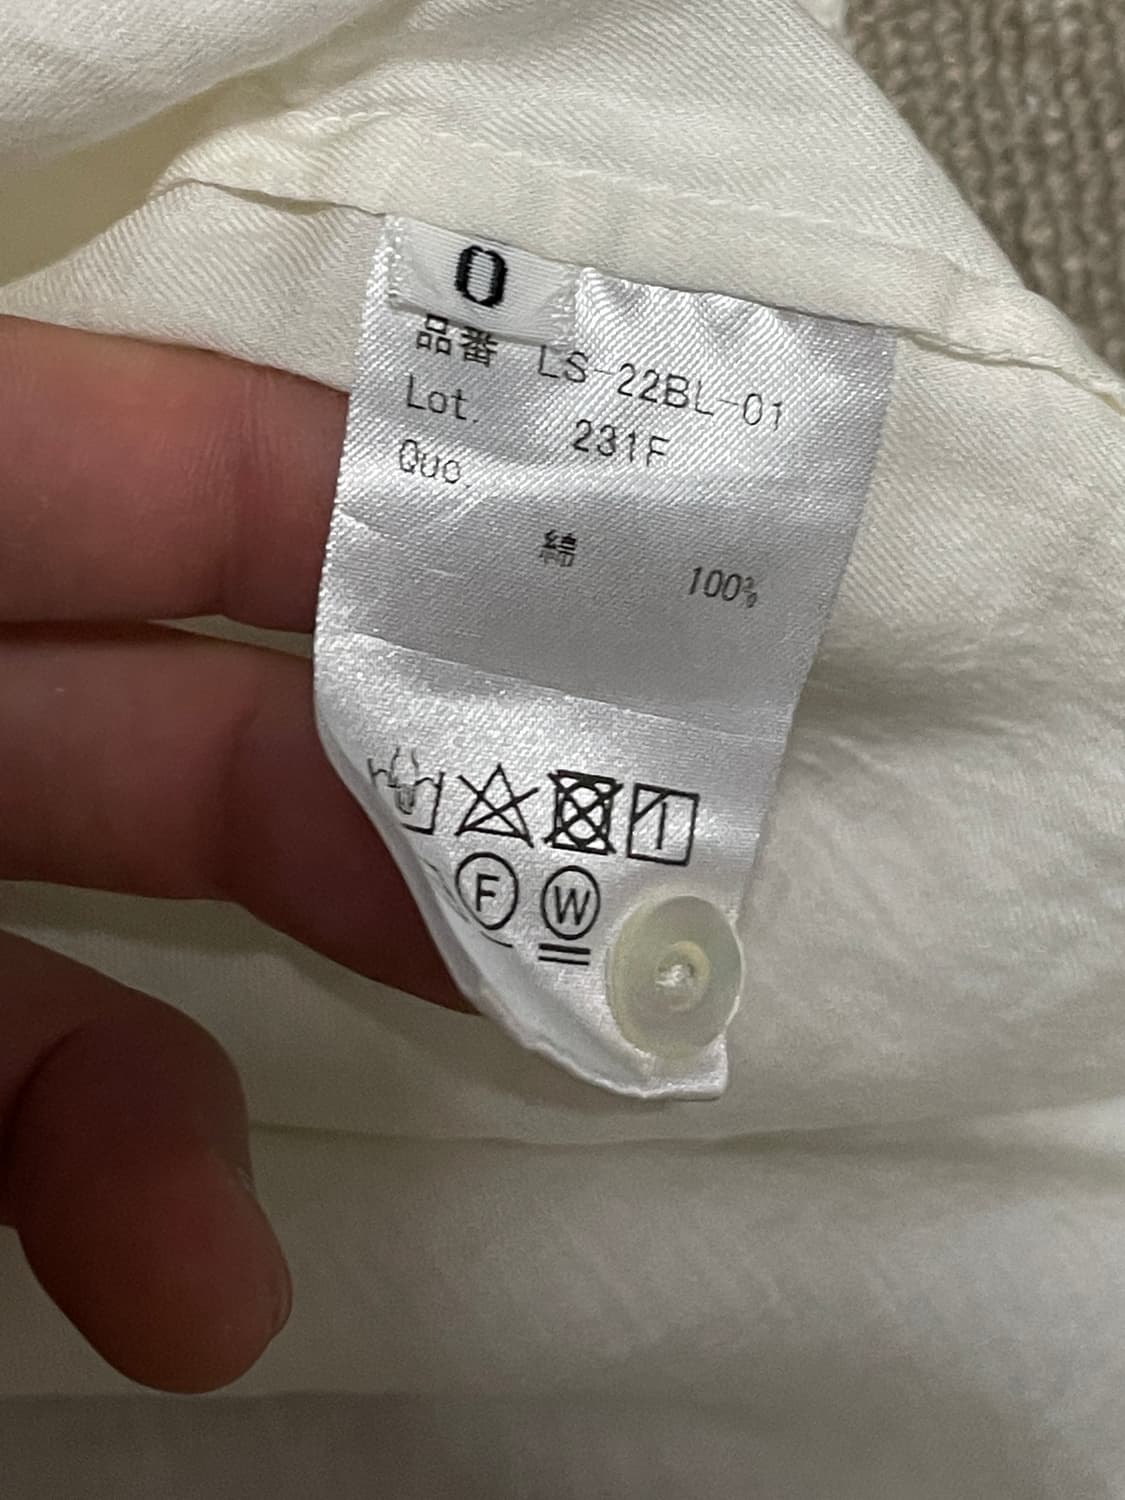 0
品番 LS-22BL-01
Lot. 231F
Quo.
綿 100%
F W